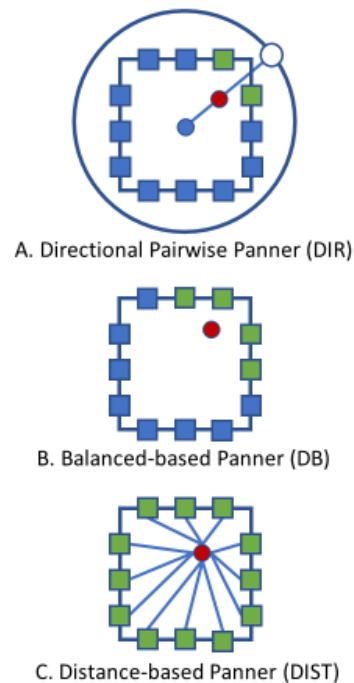 A. Directional Pairwise Panner (DIR)
B. Balanced-based Panner (DB)
C. Distance-based Panner (DIST)